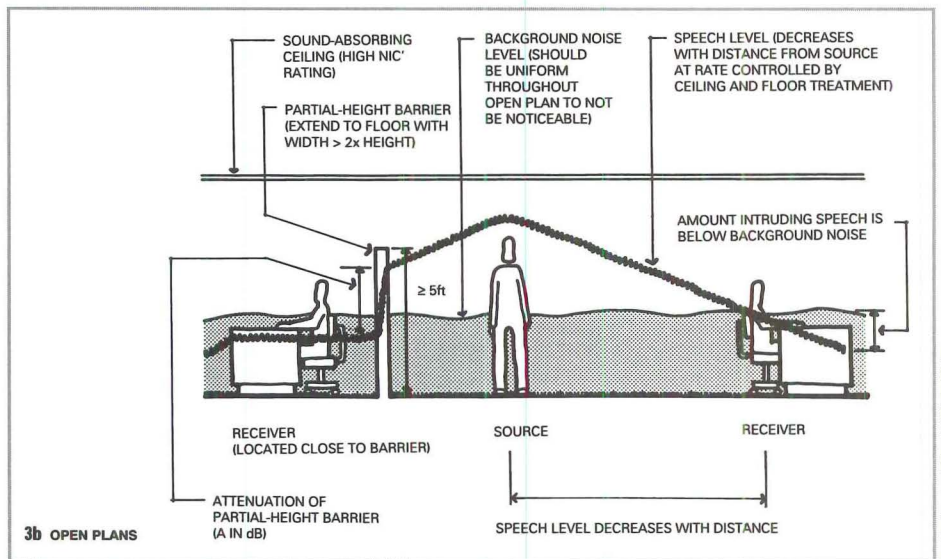 SOUND-ABSORBING
CEILING (HIGH NIC'
RATING)
PARTIAL-HEIGHT BARRIER
(EXTEND TO FLOOR WITH
WIDTH > 2x HEIGHT)
BACKGROUND NOISE
LEVEL (SHOULD
BE UNIFORM
THROUGHOUT
OPEN PLAN TO NOT
BE NOTICEABLE)
SPEECH LEVEL (DECREASES
WITH DISTANCE FROM SOURCE
AT RATE CONTROLLED BY
CEILING AND FLOOR TREATMENT)
AMOUNT INTRUDING SPEECH IS
BELOW BACKGROUND NOISE
≥ 5ft
RECEIVER
(LOCATED CLOSE TO BARRIER)
SOURCE
RECEIVER
ATTENUATION OF
PARTIAL-HEIGHT BARRIER
(A IN dB)
SPEECH LEVEL DECREASES WITH DISTANCE
3b OPEN PLANS